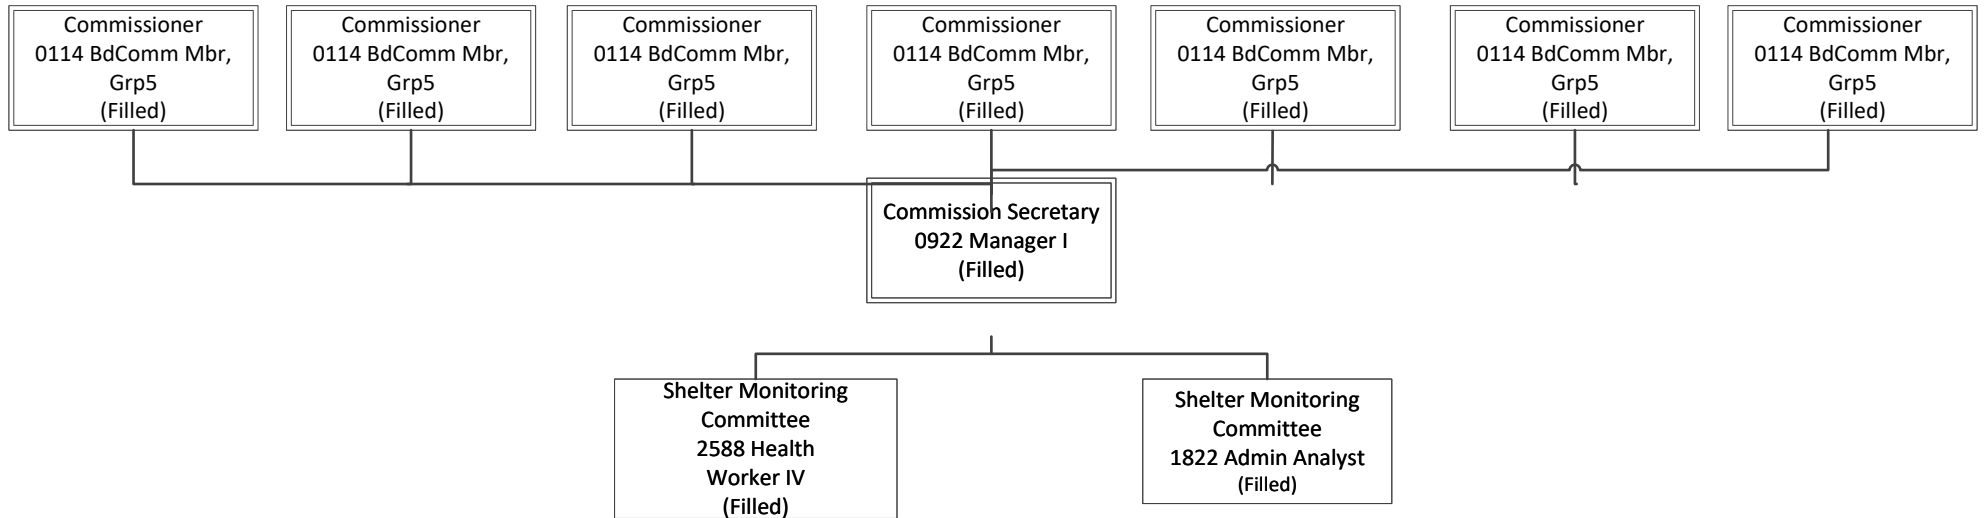 Commissioner
0114 BdComm Mbr,
Grp5
(Filled)
Commissioner
0114 BdComm Mbr,
Grp5
(Filled)
Commissioner
0114 BdComm Mbr,
Grp5
(Filled)
Commissioner
0114 BdComm Mbr,
Grp5
(Filled)
Commissioner
0114 BdComm Mbr,
Grp5
(Filled)
Commissioner
0114 BdComm Mbr,
Grp5
(Filled)
Commissioner
0114 BdComm Mbr,
Grp5
(Filled)
Commission Secretary
0922 Manager I
(Filled)
Shelter Monitoring
Committee
2588 Health
Worker IV
(Filled)
Shelter Monitoring
Committee
1822 Admin Analyst
(Filled)